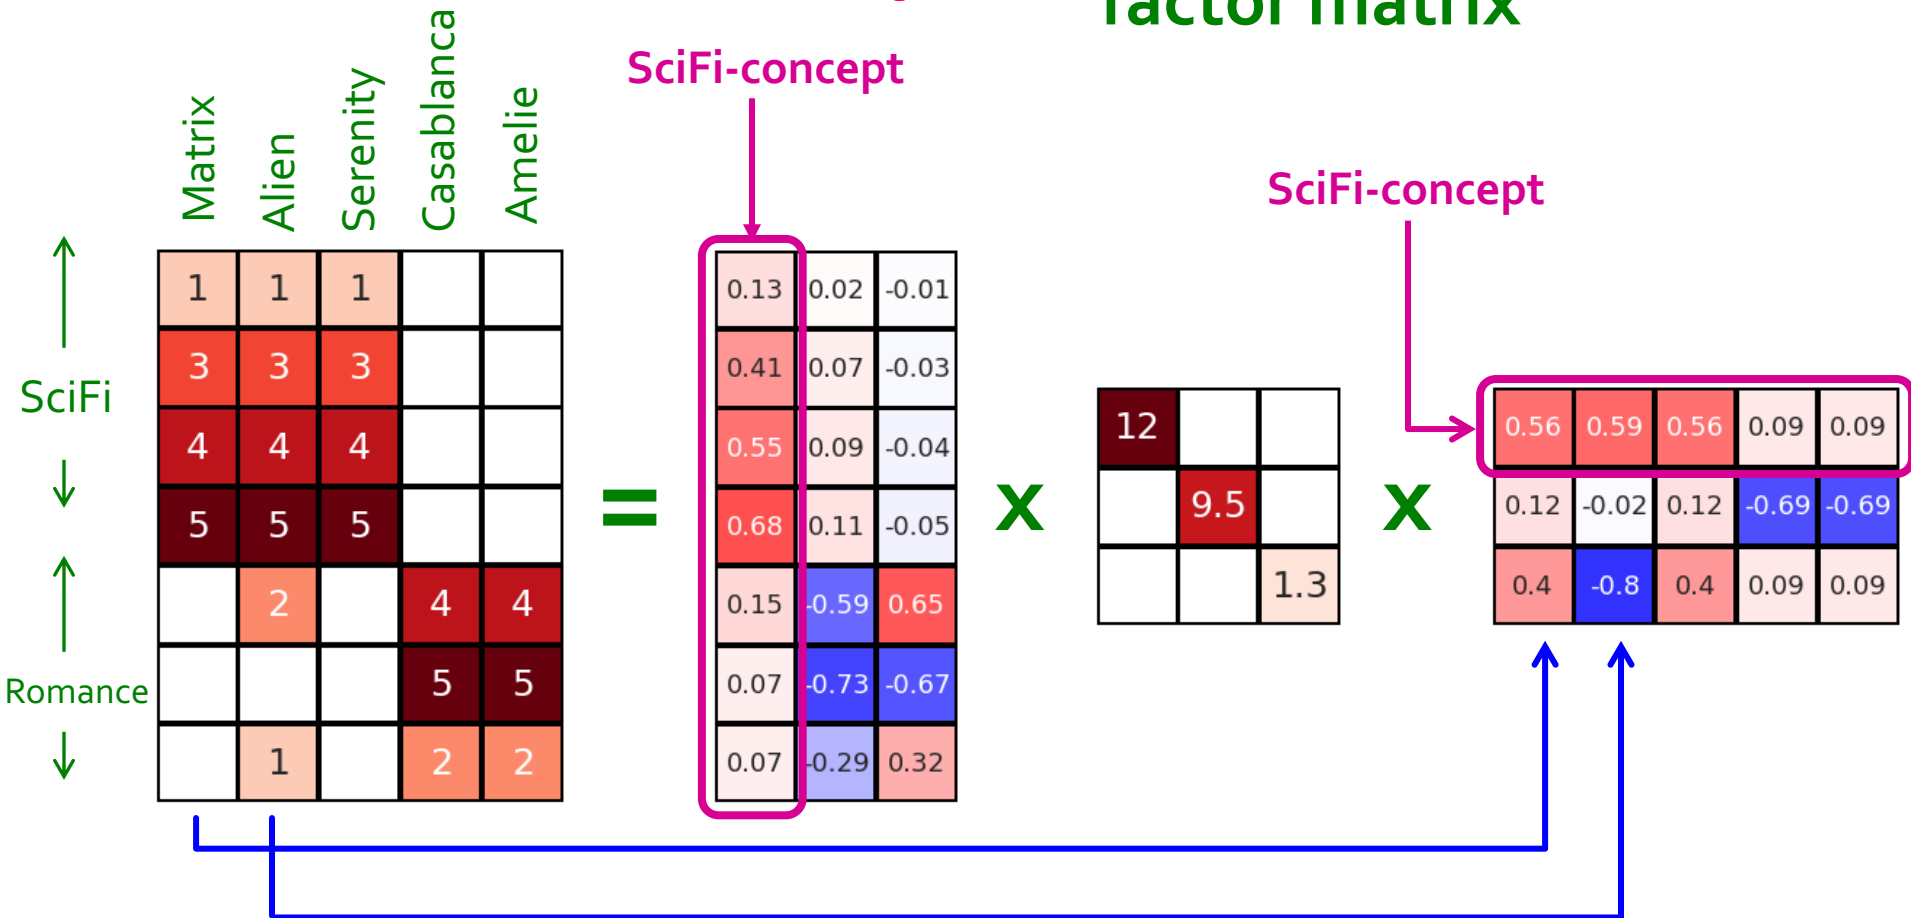 factor matrix
SciFi-concept
SciFi-concept
Matrix
Alien
Serenity
Casablanca
Amelie
SciFi
Romance
1 1 1
3 3 3
4 4 4
5 5 5
2 4 4
5 5
1 2 2
=
0.13 0.02 -0.01
0.41 0.07 -0.03
0.55 0.09 -0.04
0.68 0.11 -0.05
0.15 -0.59 0.65
0.07 -0.73 -0.67
0.07 -0.29 0.32
x
12
9.5
1.3
x
0.56 0.59 0.56 0.09 0.09
0.12 -0.02 0.12 -0.69 -0.69
0.4 -0.8 0.4 0.09 0.09